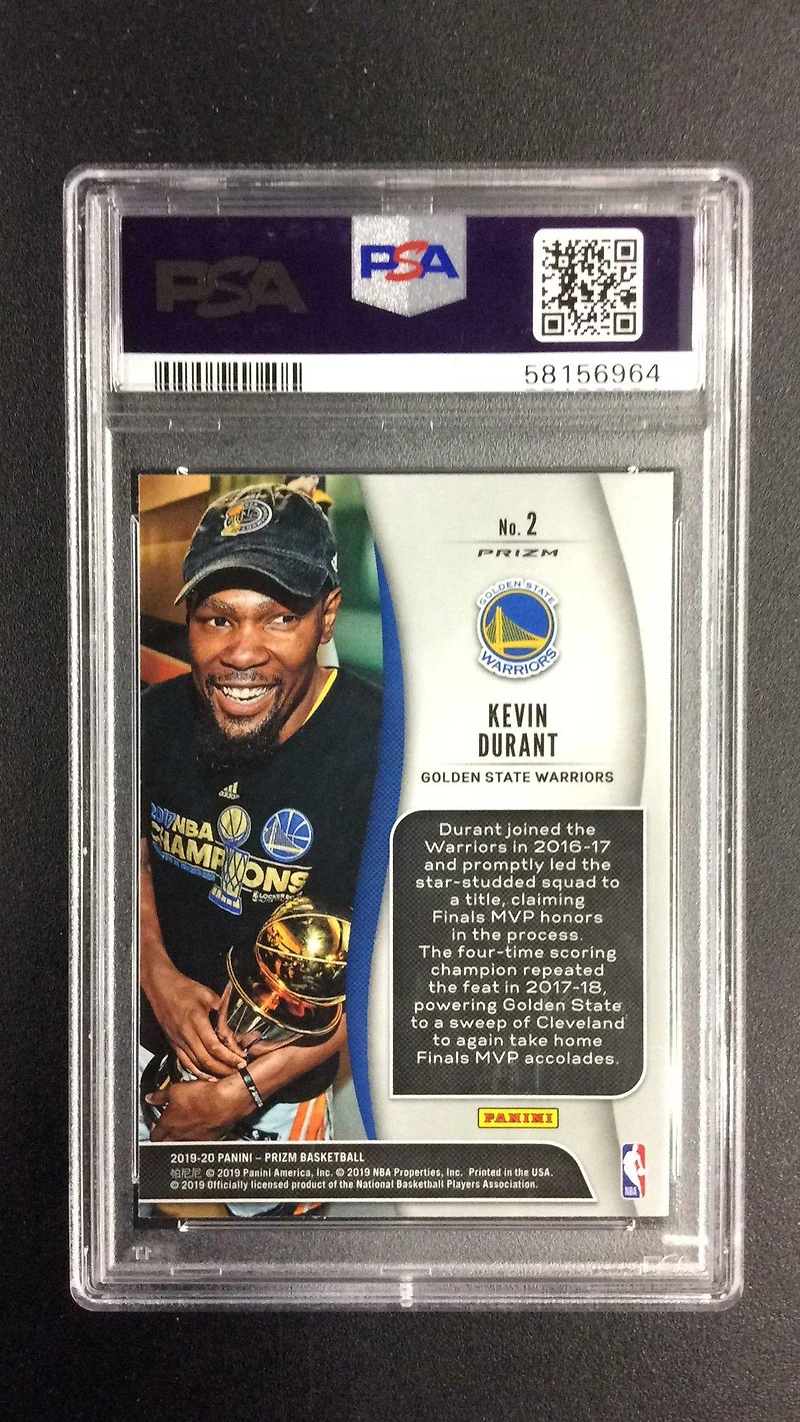 PSA
PSA
58156964
No. 2
PRIZM
GOLDEN STATE
WARRIORS
KEVIN
DURANT
GOLDEN STATE WARRIORS
adidas
2017 NBA
CHAMPIONS
Durant joined the
Warriors in 2016-17
and promptly led the
star-studded squad to
a title, claiming
Finals MVP honors
in the process.
The four-time scoring
champion repeated
the feat in 2017-18,
powering Golden State
to a sweep of Cleveland
to again take home
Finals MVP accolades.
PANINI
2019-20 PANINI – PRIZM BASKETBALL
帕尼尼 © 2019 Panini America, Inc. © 2019 NBA Properties, Inc. Printed in the USA.
© 2019 Officially licensed product of the National Basketball Players Association.
NBA